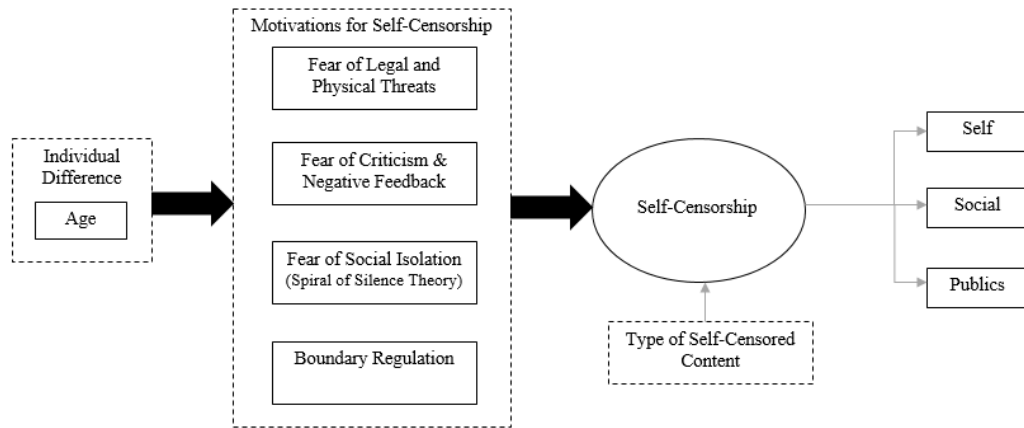 Individual
Difference
Age
Motivations for Self-Censorship
Fear of Legal and
Physical Threats
Fear of Criticism &
Negative Feedback
Fear of Social Isolation
(Spiral of Silence Theory)
Boundary Regulation
Self-Censorship
Type of Self-Censored
Content
Self
Social
Publics